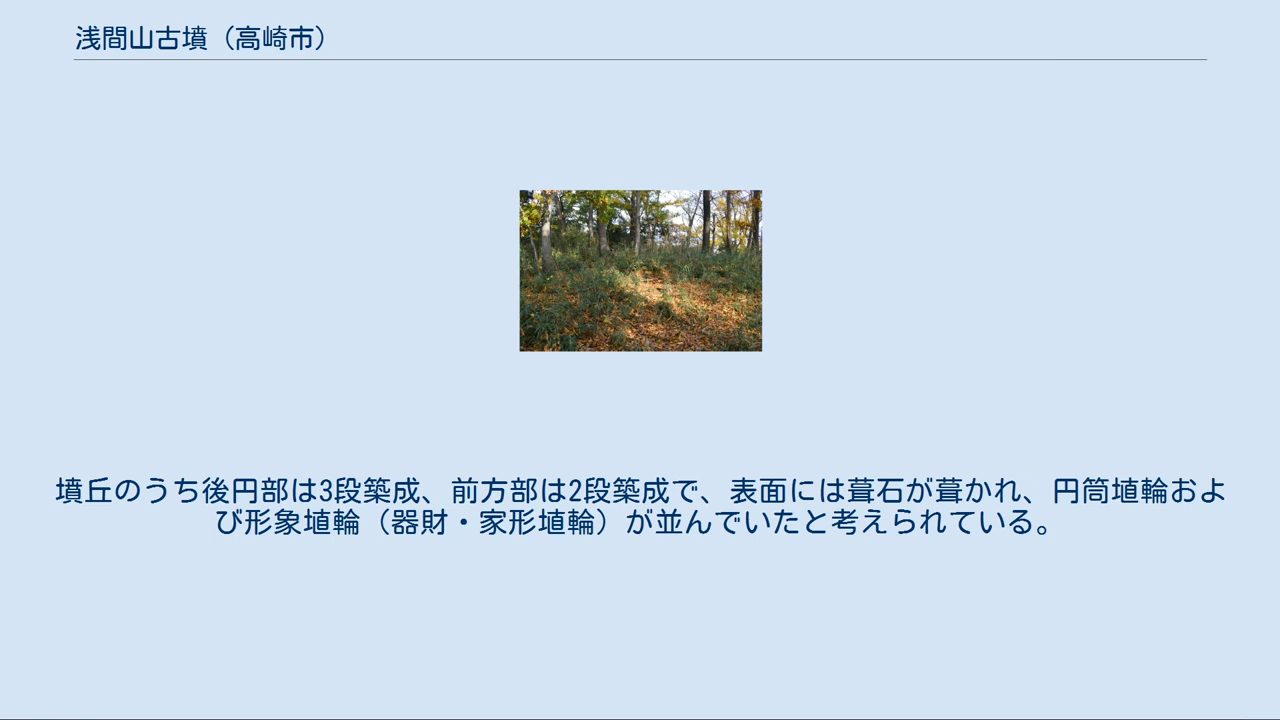 浅間山古墳（高崎市）
墳丘のうち後円部は3段築成、前方部は2段築成で、表面には葺石が葺かれ、円筒埴輪およ
び形象埴輪（器財・家形埴輪）が並んでいたと考えられている。